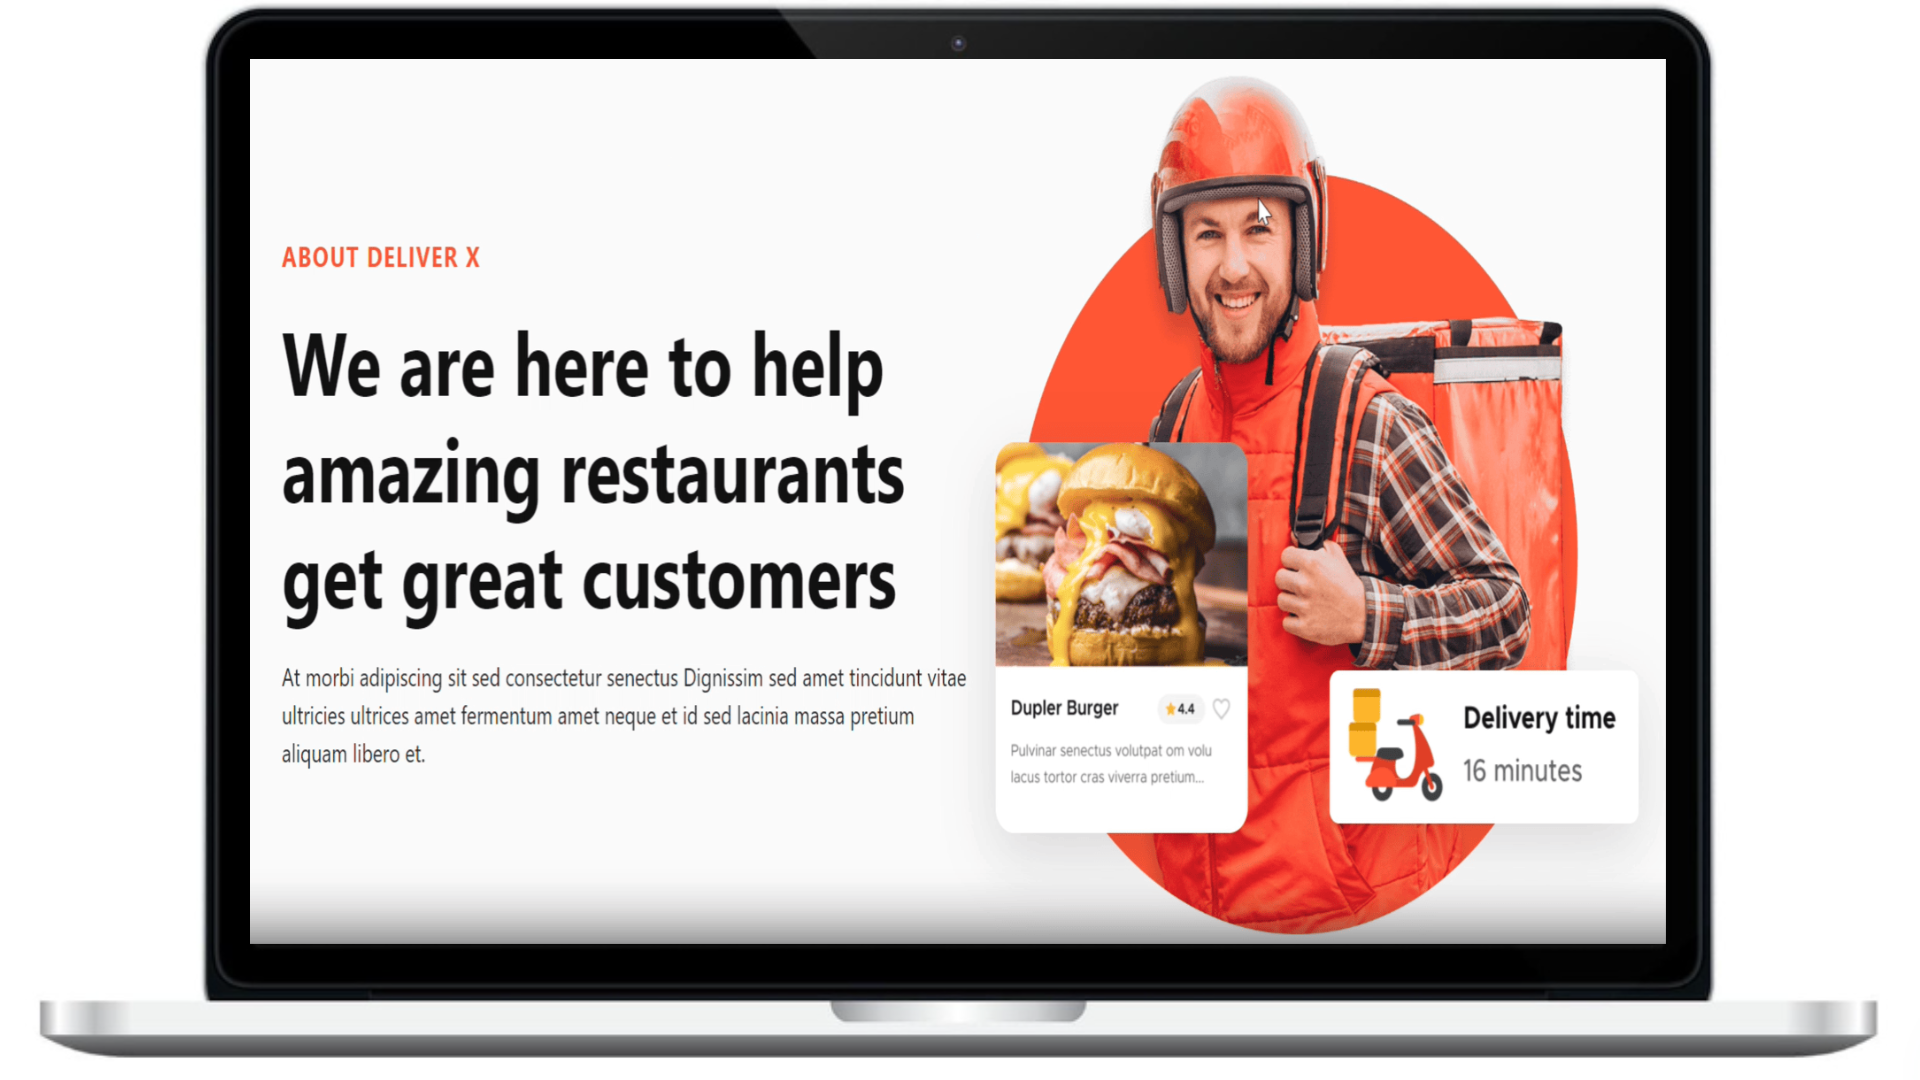 ABOUT DELIVER X
We are here to help
amazing restaurants
get great customers
At morbi adipiscing sit sed consectetur senectus Dignissim sed amet tincidunt vitae
ultricies ultrices amet fermentum amet neque et id sed lacinia massa pretium
aliquam libero et.
Dupler Burger
4.4
Pulvinar senectus volutpat om volu
lacus tortor cras viverra pretium...
Delivery time
16 minutes